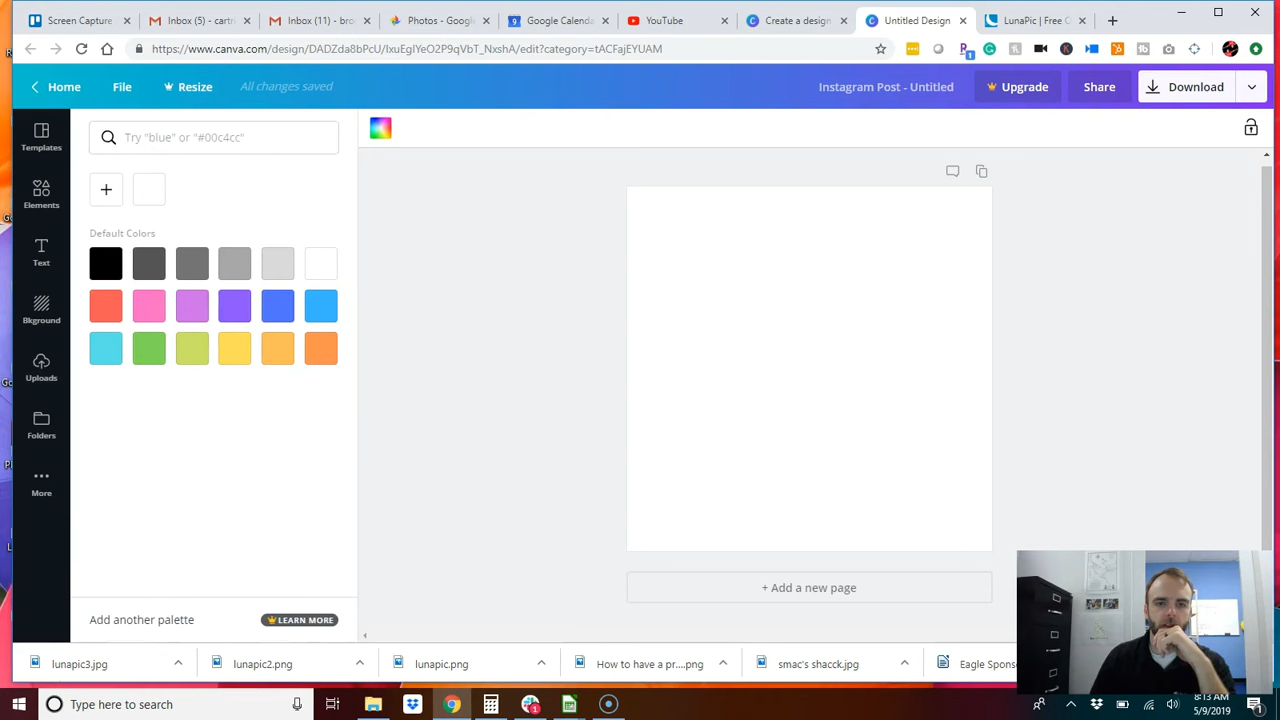 Screen Capture
Inbox (5) - cartr
Inbox (11) - bro
Photos - Goog
Google Calenda
YouTube
Create a design
Untitled Design
LunaPic | Free O
https://www.canva.com/design/DADZda8bPcU/IxuEgIYeO2P9qVbT_NxshA/edit?category=tACFajEYUAM
Home
File
Resize
All changes saved
Instagram Post - Untitled
Upgrade
Share
Download
Templates
Elements
Text
Bkground
Uploads
Folders
More
Try "blue" or "#00c4cc"
Default Colors
+ Add a new page
Add another palette
LEARN MORE
lunapic3.jpg
lunapic2.png
lunapic.png
How to have a pr....png
smac's shacck.jpg
Eagle Spons
Type here to search
8:13 AM
5/9/2019